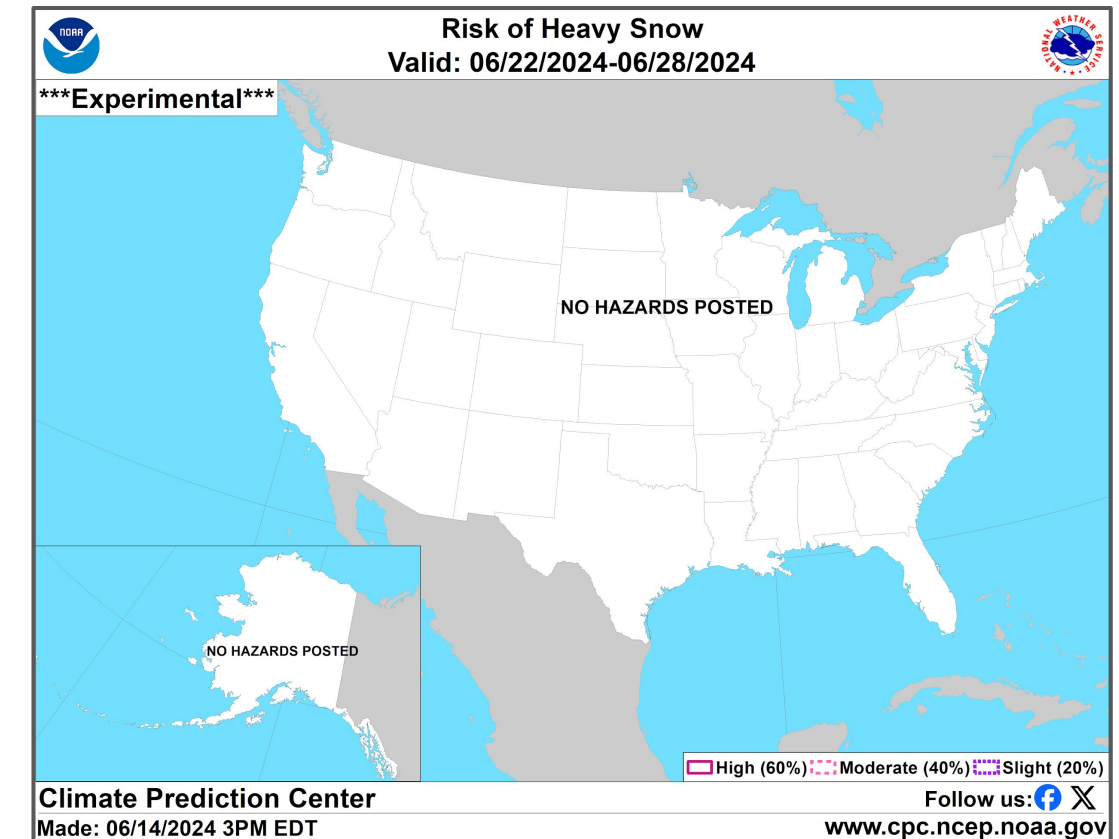 NOAA
Risk of Heavy Snow
Valid: 06/22/2024-06/28/2024
NATIONAL WEATHER SERVICE
***Experimental***
NO HAZARDS POSTED
NO HAZARDS POSTED
High (60%) Moderate (40%) Slight (20%)
Climate Prediction Center
Follow us:
Made: 06/14/2024 3PM EDT
www.cpc.ncep.noaa.gov